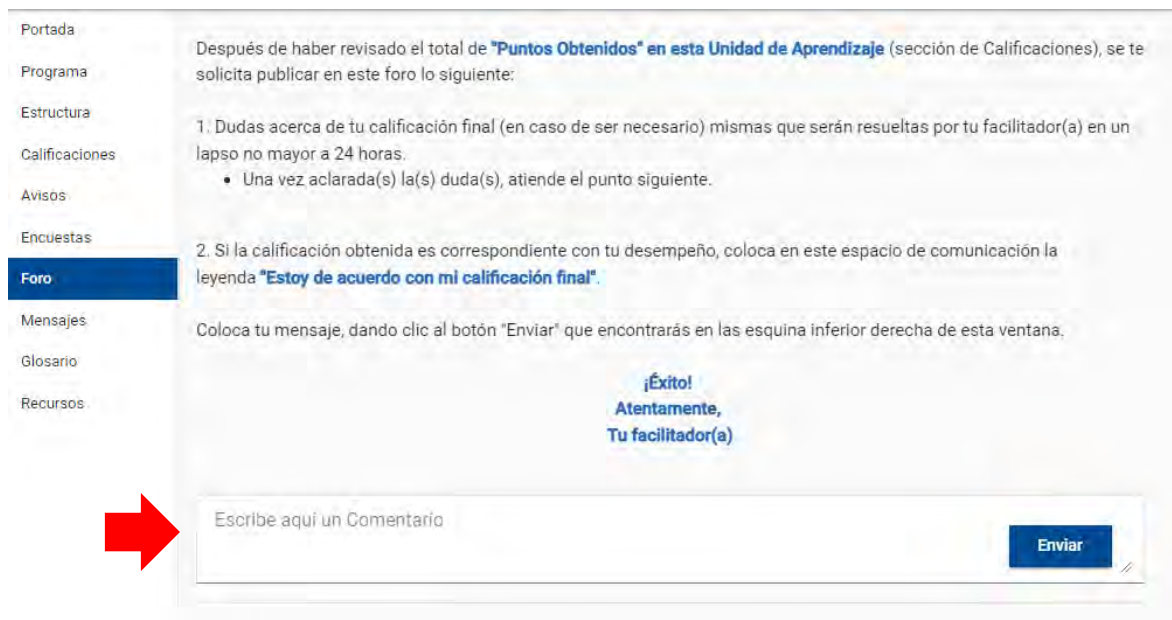 Portada
Programa
Estructura
Calificaciones
Avisos
Encuestas
Foro
Mensajes
Glosario
Recursos
Después de haber revisado el total de "Puntos Obtenidos" en esta Unidad de Aprendizaje (sección de Calificaciones), se te
solicita publicar en este foro lo siguiente:
1. Dudas acerca de tu calificación final (en caso de ser necesario) mismas que serán resueltas por tu facilitador(a) en un
lapso no mayor a 24 horas.
• Una vez aclarada(s) la(s) duda(s), atiende el punto siguiente.
2. Si la calificación obtenida es correspondiente con tu desempeño, coloca en este espacio de comunicación la
leyenda "Estoy de acuerdo con mi calificación final".
Coloca tu mensaje, dando clic al botón "Enviar" que encontrarás en las esquina inferior derecha de esta ventana.
¡Éxito!
Atentamente,
Tu facilitador(a)
Escribe aquí un Comentario
Enviar